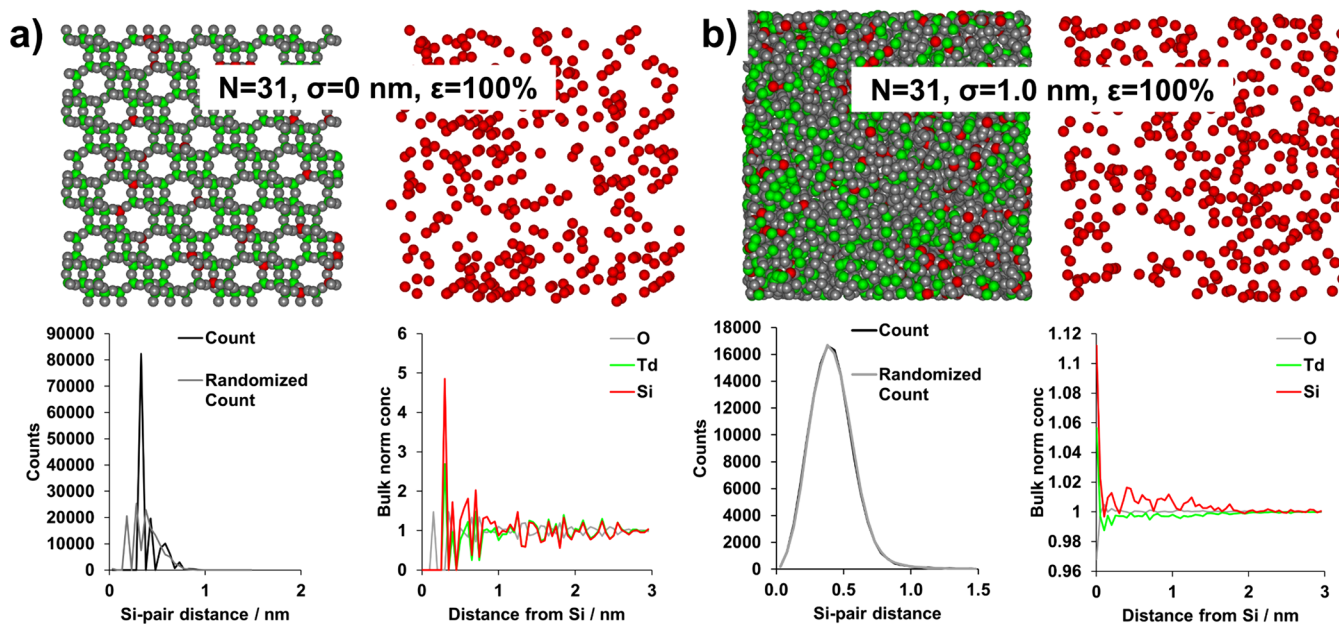 a)
N=31, σ=0 nm, ε=100%
b)
N=31, σ=1.0 nm, ε=100%
90000
80000
70000
60000
50000
40000
30000
20000
10000
0
Counts
Count
Randomized
Count
0
1
2
Si-pair distance / nm
6
5
4
3
2
1
0
Bulk norm conc
O
Td
Si
0
1
2
3
Distance from Si / nm
18000
16000
14000
12000
10000
8000
6000
4000
2000
0
Counts
Count
Randomized
Count
0.0
0.5
1.0
1.5
Si-pair distance
1.12
1.1
1.08
1.06
1.04
1.02
1
0.98
0.96
Bulk norm conc
O
Td
Si
0
1
2
3
Distance from Si / nm